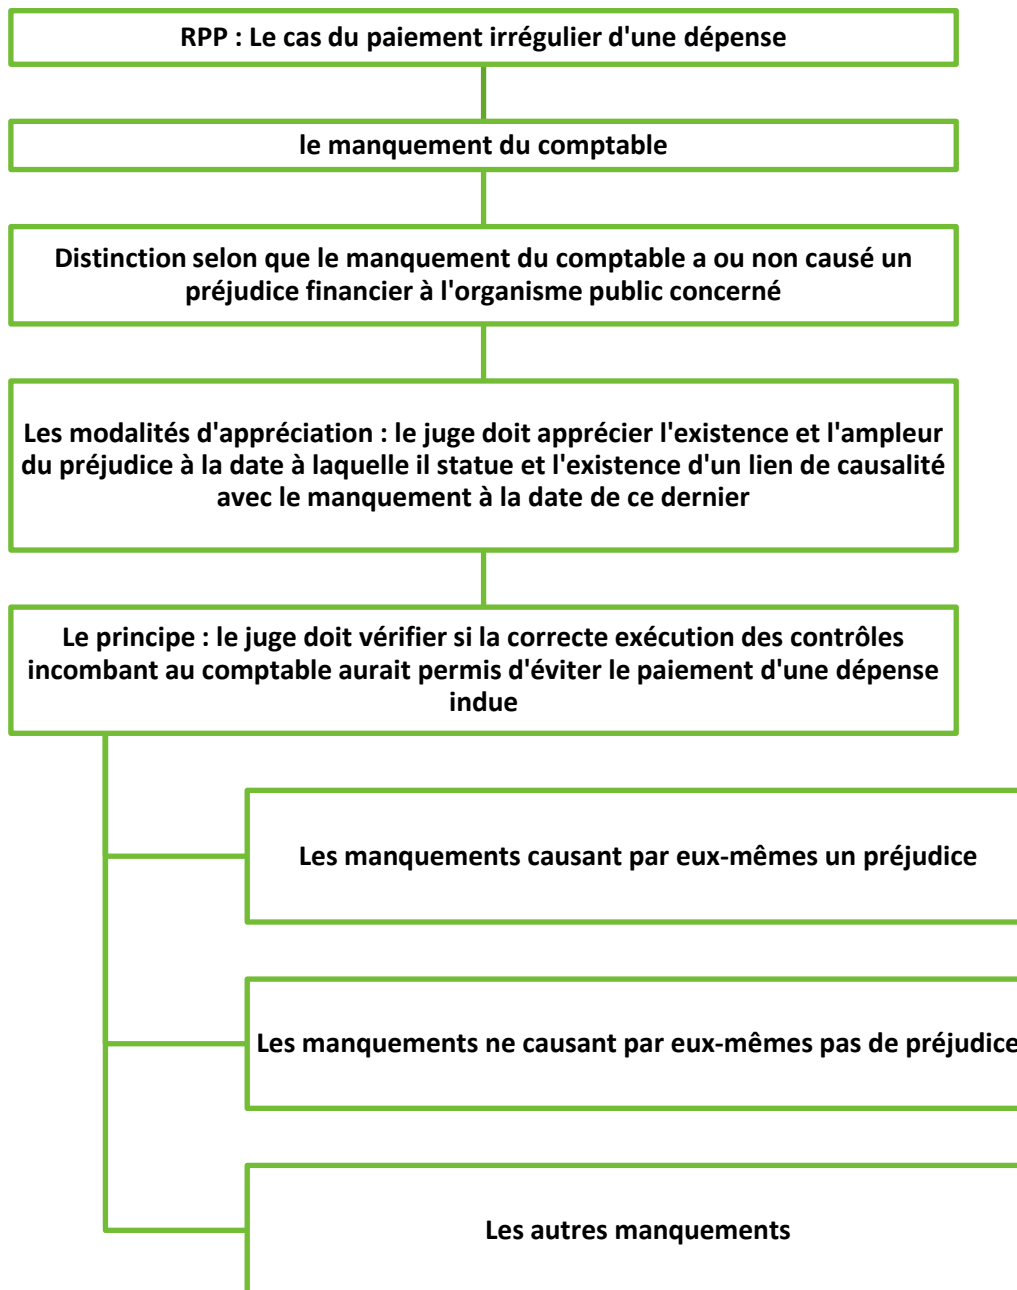 RPP : Le cas du paiement irrégulier d'une dépense
le manquement du comptable
Distinction selon que le manquement du comptable a ou non causé un
préjudice financier à l'organisme public concerné
Les modalités d'appréciation : le juge doit apprécier l'existence et l'ampleur
du préjudice à la date à laquelle il statue et l'existence d'un lien de causalité
avec le manquement à la date de ce dernier
Le principe : le juge doit vérifier si la correcte exécution des contrôles
incombant au comptable aurait permis d'éviter le paiement d'une dépense
indue
Les manquements causant par eux-mêmes un préjudice
Les manquements ne causant par eux-mêmes pas de préjudice
Les autres manquements